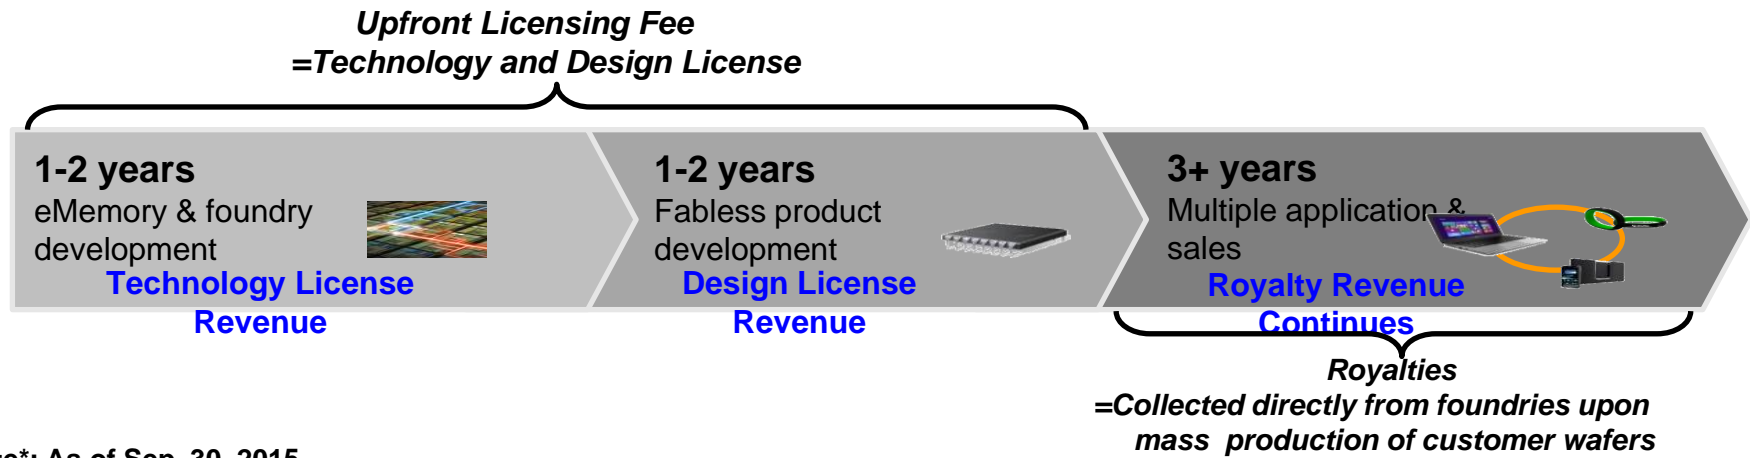 Upfront Licensing Fee
=Technology and Design License
1-2 years
eMemory & foundry
development
Technology License
Revenue
1-2 years
Fabless product
development
Design License
Revenue
3+ years
Multiple application &
sales
Royalty Revenue
Continues
Royalties
=Collected directly from foundries upon
mass production of customer wafers
As of Sep. 30, 2015